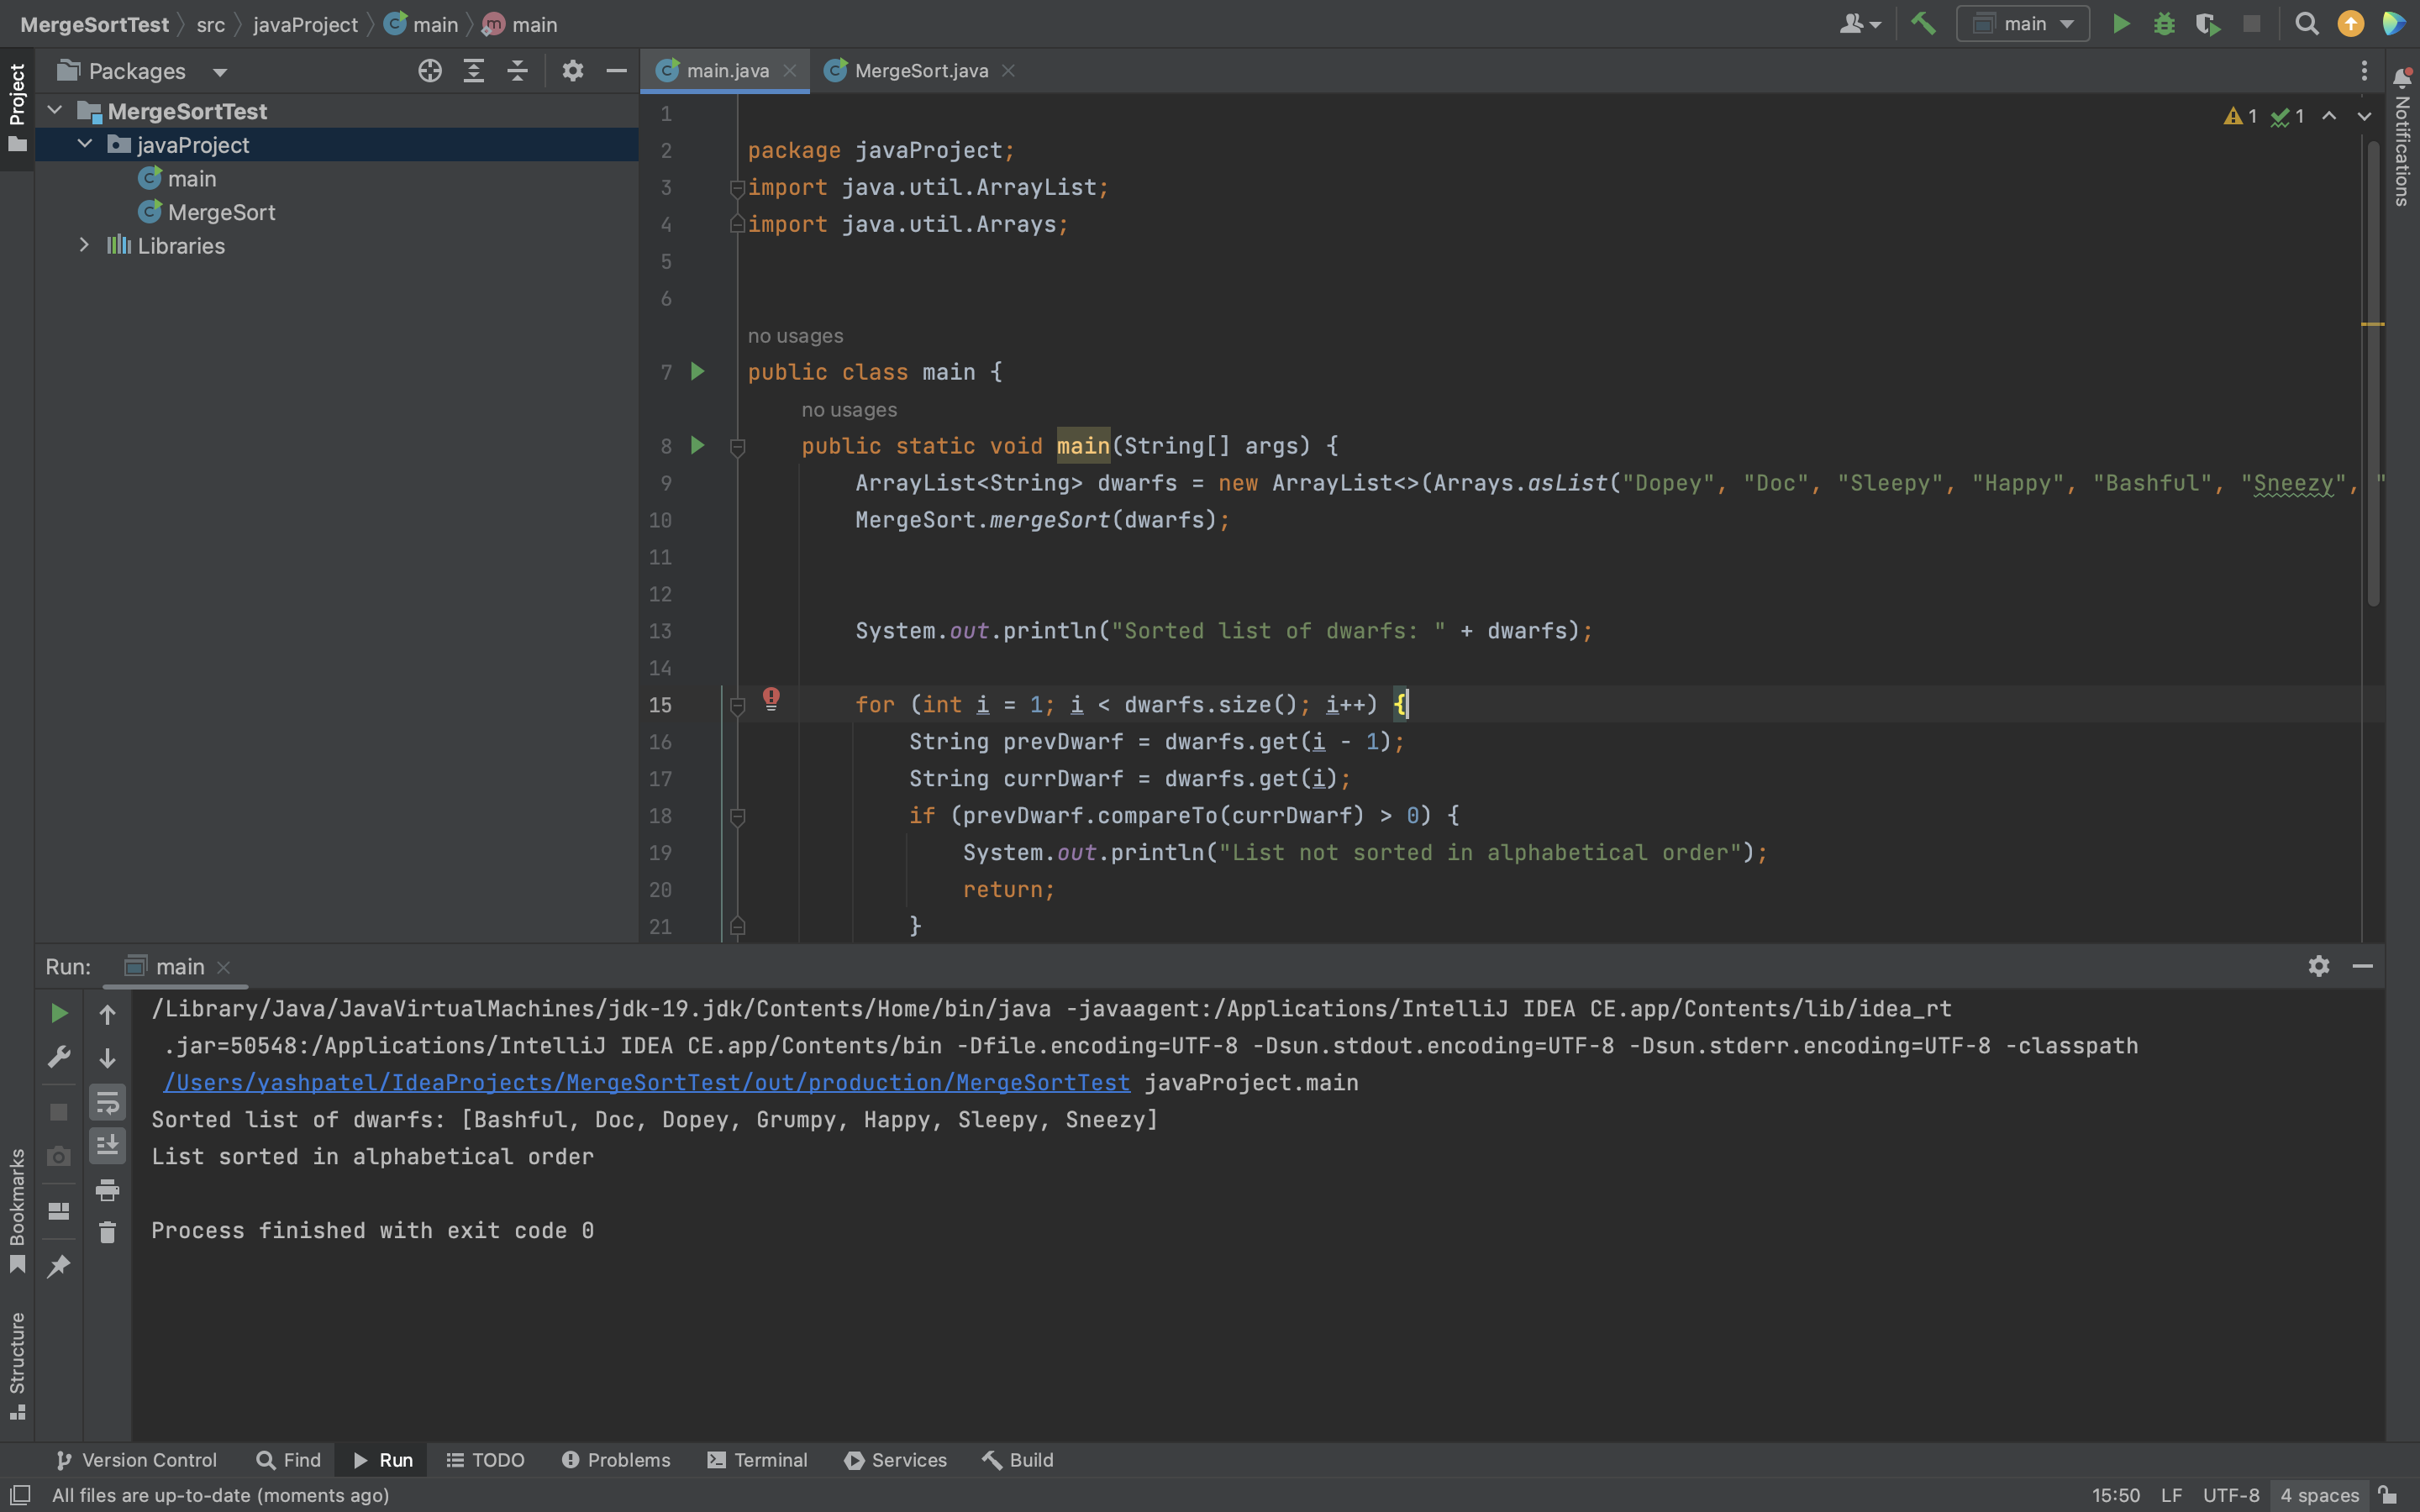 MergeSortTest src javaProject main main
main
Project
Packages
MergeSortTest
javaProject
main
MergeSort
Libraries
main.java
MergeSort.java
Notifications
1 1
1
2 package javaProject;
3 import java.util.ArrayList;
4 import java.util.Arrays;
5
6
no usages
7 public class main {
no usages
8 public static void main(String[] args) {
9 ArrayList<String> dwarfs = new ArrayList<>(Arrays.asList("Dopey", "Doc", "Sleepy", "Happy", "Bashful", "Sneezy", "
10 MergeSort.mergeSort(dwarfs);
11
12
13 System.out.println("Sorted list of dwarfs: " + dwarfs);
14
15 for (int i = 1; i < dwarfs.size(); i++) {
16 String prevDwarf = dwarfs.get(i - 1);
17 String currDwarf = dwarfs.get(i);
18 if (prevDwarf.compareTo(currDwarf) > 0) {
19 System.out.println("List not sorted in alphabetical order");
20 return;
21 }
Run: main
/Library/Java/JavaVirtualMachines/jdk-19.jdk/Contents/Home/bin/java -javaagent:/Applications/IntelliJ IDEA CE.app/Contents/lib/idea_rt
.jar=50548:/Applications/IntelliJ IDEA CE.app/Contents/bin -Dfile.encoding=UTF-8 -Dsun.stdout.encoding=UTF-8 -Dsun.stderr.encoding=UTF-8 -classpath
/Users/yashpatel/IdeaProjects/MergeSortTest/out/production/MergeSortTest javaProject.main
Sorted list of dwarfs: [Bashful, Doc, Dopey, Grumpy, Happy, Sleepy, Sneezy]
List sorted in alphabetical order
Process finished with exit code 0
Bookmarks
Structure
Version Control Find Run TODO Problems Terminal Services Build
All files are up-to-date (moments ago)
15:50 LF UTF-8 4 spaces